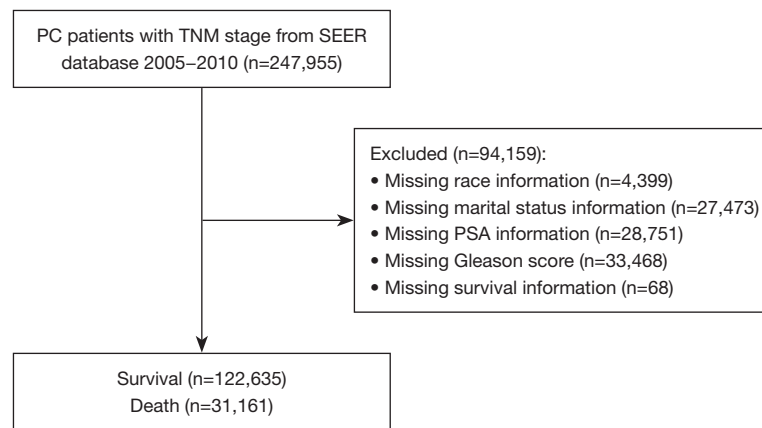 PC patients with TNM stage from SEER
database 2005–2010 (n=247,955)
Excluded (n=94,159):
• Missing race information (n=4,399)
• Missing marital status information (n=27,473)
• Missing PSA information (n=28,751)
• Missing Gleason score (n=33,468)
• Missing survival information (n=68)
Survival (n=122,635)
Death (n=31,161)